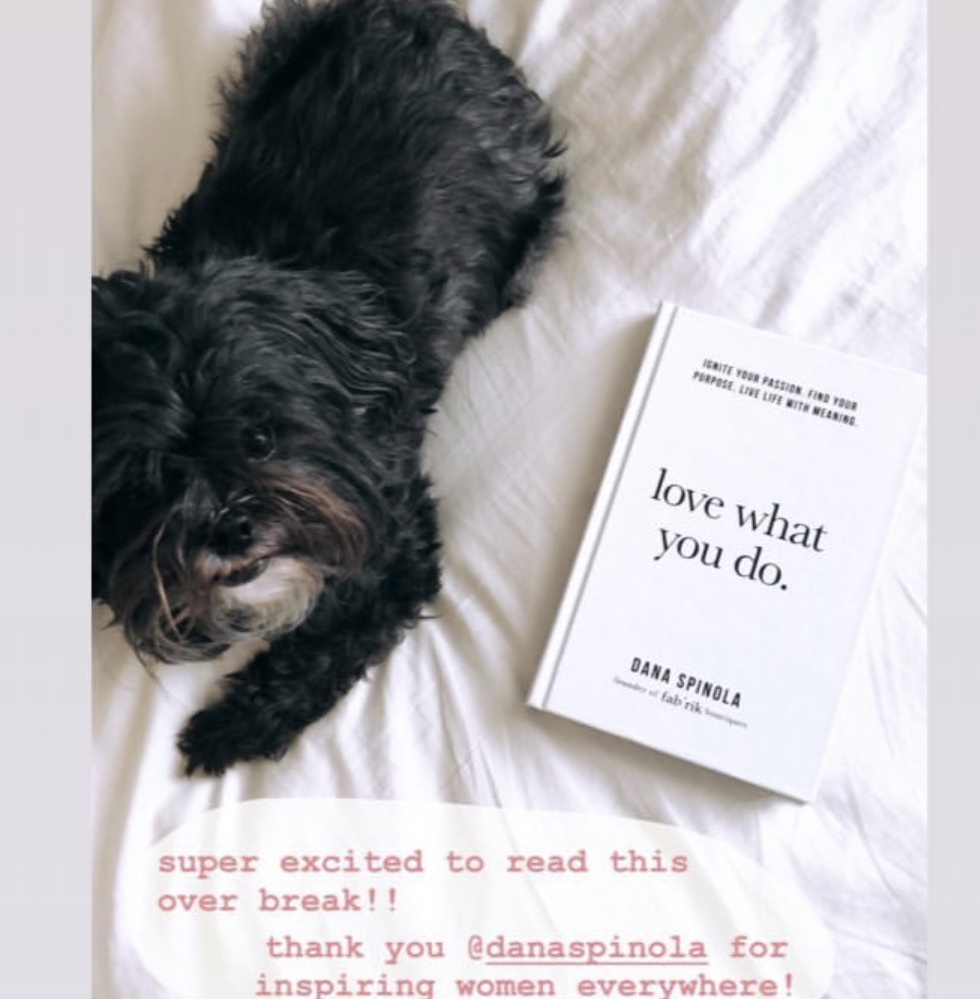 IGNITE YOUR PASSION. FIND YOUR
PURPOSE. LIVE LIFE WITH MEANING.
love what
you do.
DANA SPINOLA
founder of fab'rik boutiques
super excited to read this
over break!!
thank you @danaspinola for
inspiring women everywhere!